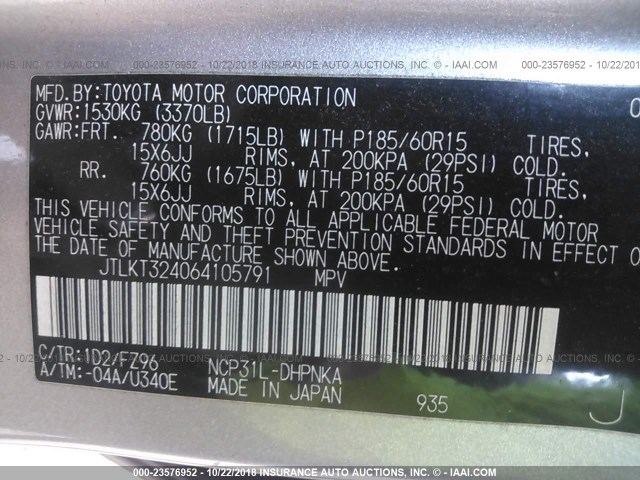 000-23576952 10/22/2018 INSURANCE AUTO AUCTIONS © - IAAI.COM
MFD.BY:TOYOTA MOTOR CORPORATION
GVWR:1530KG (3370LB)
GAWR:FRT. 780KG (1715LB) WITH P185/60R15 TIRES,
15X6JJ RIMS, AT 200KPA (29PSI) COLD.
RR. 760KG (1675LB) WITH P185/60R15 TIRES,
15X6JJ RIMS, AT 200KPA (29PSI) COLD.
THIS VEHICLE CONFORMS TO ALL APPLICABLE FEDERAL MOTOR
VEHICLE SAFETY AND THEFT PREVENTION STANDARDS IN EFFECT O
THE DATE OF MANUFACTURE SHOWN ABOVE.
JTLKT324064105791 MPV
C/TR:1D2/FZ96 NCP31L-DHPNKA
A/TM:-04A/U340E MADE IN JAPAN 935 J
000-23576952 - 10/22/2018 INSURANCE AUTO AUCTIONS © - IAAI.COM